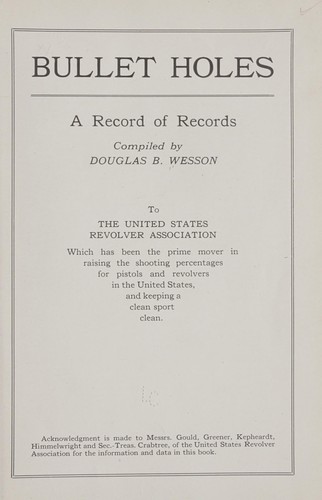 BULLET HOLES
A Record of Records
Compiled by
DOUGLAS B. WESSON
To
THE UNITED STATES
REVOLVER ASSOCIATION
Which has been the prime mover in
raising the shooting percentages
for pistols and revolvers
in the United States,
and keeping a
clean sport
clean.
Acknowledgment is made to Messrs. Gould, Greener, Kepheardt,
Himmelwright and Sec.-Treas. Crabtree, of the United States Revolver
Association for the information and data in this book.